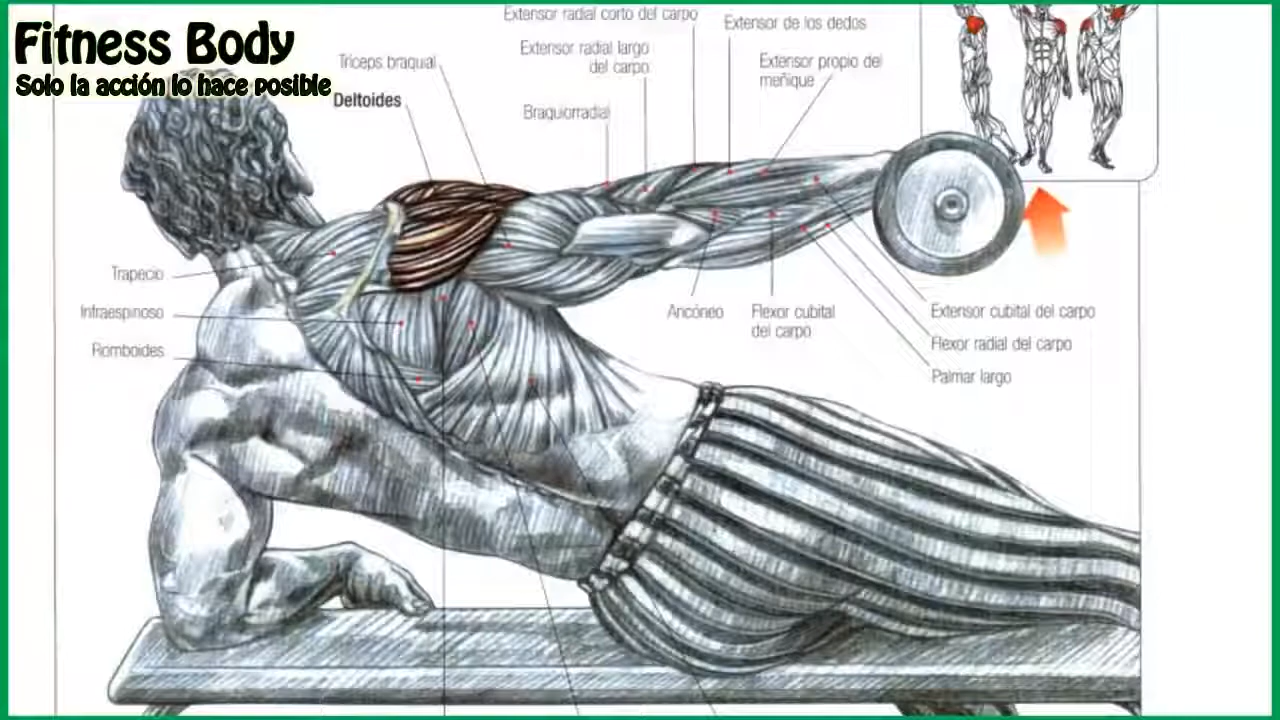 Fitness Body
Solo la acción lo hace posible
Extensor radial corto del carpo
Extensor de los dedos
Extensor radial largo
del carpo
Extensor propio del
meñique
Tríceps braquial
Deltoides
Braquiorradial
Trapecio
Infraespinoso
Romboides
Ancóneo
Flexor cubital
del carpo
Extensor cubital del carpo
Flexor radial del carpo
Palmar largo